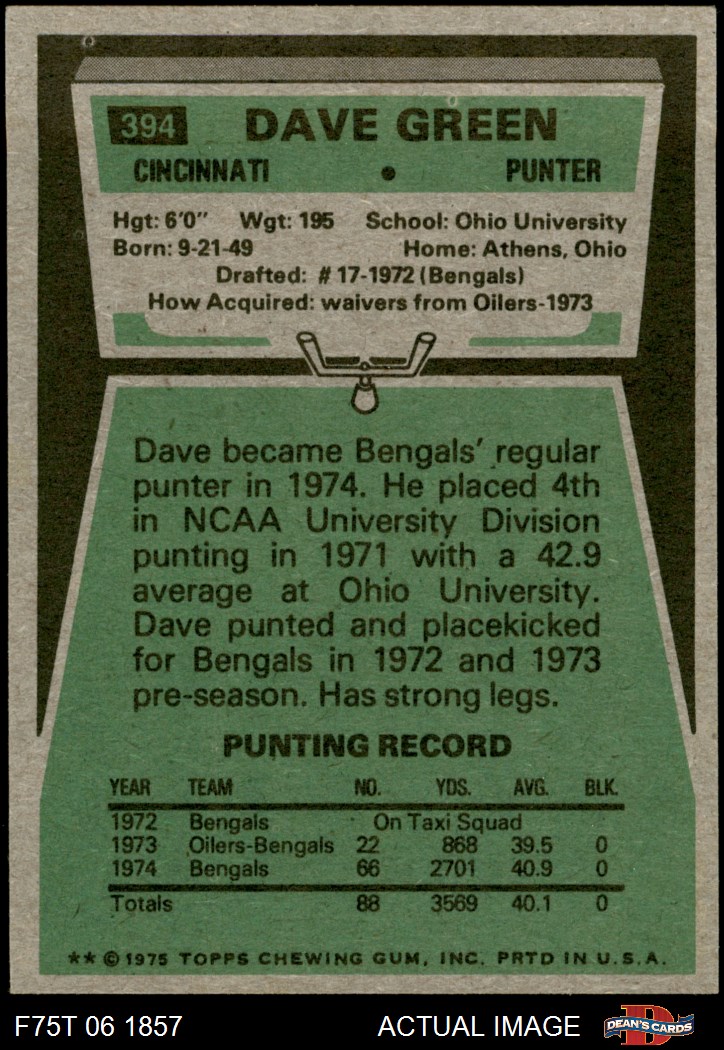 394 DAVE GREEN
CINCINNATI • PUNTER
Hgt: 6'0" Wgt: 195 School: Ohio University
Born: 9-21-49 Home: Athens, Ohio
Drafted: # 17-1972 (Bengals)
How Acquired: waivers from Oilers-1973
Dave became Bengals' regular
punter in 1974. He placed 4th
in NCAA University Division
punting in 1971 with a 42.9
average at Ohio University.
Dave punted and placekicked
for Bengals in 1972 and 1973
pre-season. Has strong legs.
PUNTING RECORD
YEAR TEAM NO. YDS. AVG. BLK.
1972 Bengals On Taxi Squad
1973 Oilers-Bengals 22 868 39.5 0
1974 Bengals 66 2701 40.9 0
Totals 88 3569 40.1 0
** © 1975 TOPPS CHEWING GUM, INC. PRTD IN U.S.A.
F75T 06 1857 ACTUAL IMAGE D DEAN'S CARDS